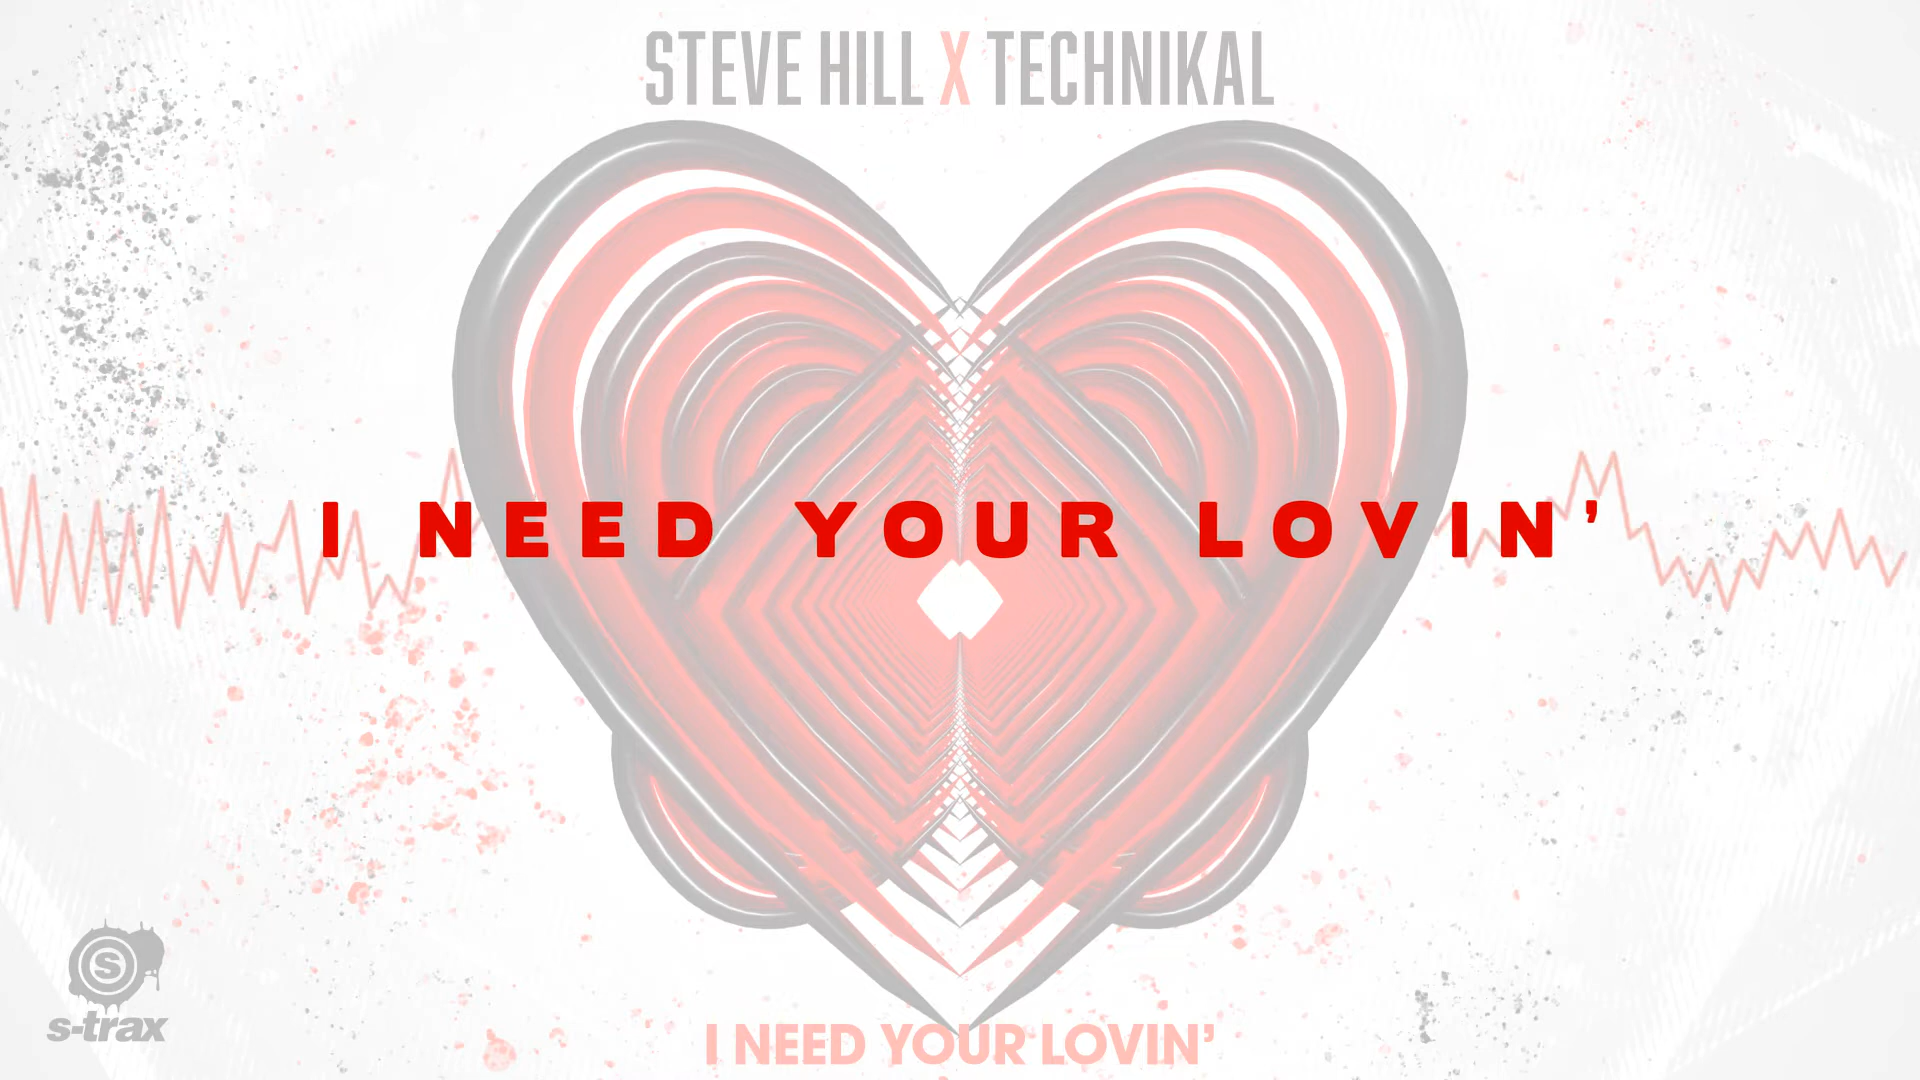 STEVE HILL X TECHNIKAL
I NEED YOUR LOVIN’
S
s-trax
I NEED YOUR LOVIN’